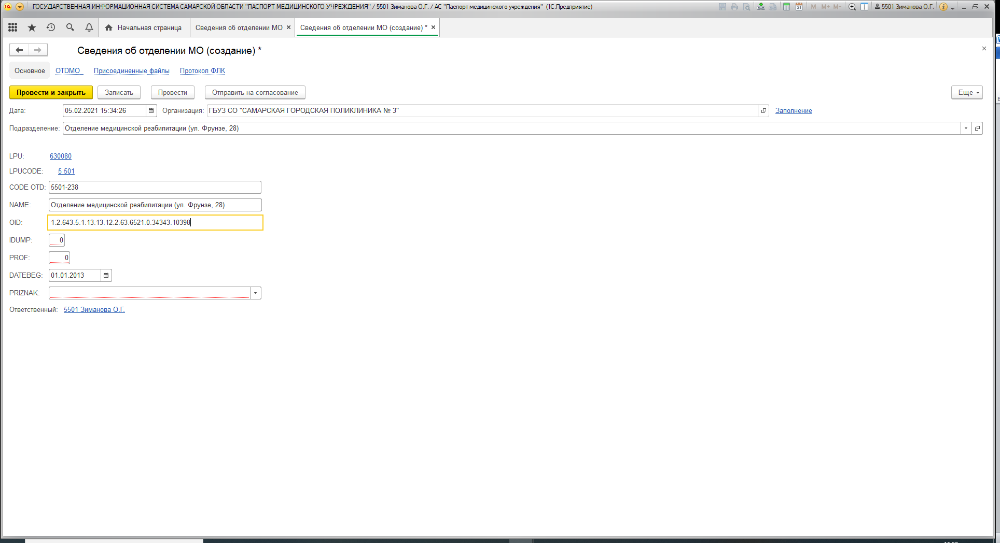 ГОСУДАРСТВЕННАЯ ИНФОРМАЦИОННАЯ СИСТЕМА САМАРСКОЙ ОБЛАСТИ "ПАСПОРТ МЕДИЦИНСКОГО УЧРЕЖДЕНИЯ" / 5501 Зиманова О.Г. / АС "Паспорт медицинского учреждения" (1С:Предприятие) M M+ M- 5501 Зиманова О.Г.
Начальная страница Сведения об отделении МО Сведения об отделении МО (создание) *
Сведения об отделении МО (создание) *
Основное OTDMO_ Присоединенные файлы Протокол ФЛК
Провести и закрыть Записать Провести Отправить на согласование Еще
Дата: 05.02.2021 15:34:26 Организация: ГБУЗ СО "САМАРСКАЯ ГОРОДСКАЯ ПОЛИКЛИНИКА № 3" Заполнение
Подразделение: Отделение медицинской реабилитации (ул. Фрунзе, 28)
LPU: 630080
LPUCODE: 5 501
CODE OTD: 5501-238
NAME: Отделение медицинской реабилитации (ул. Фрунзе, 28)
OID: 1.2.643.5.1.13.13.12.2.63.6521.0.34343.10398
IDUMP: 0
PROF: 0
DATEBEG: 01.01.2013
PRIZNAK:
Ответственный: 5501 Зиманова О.Г.